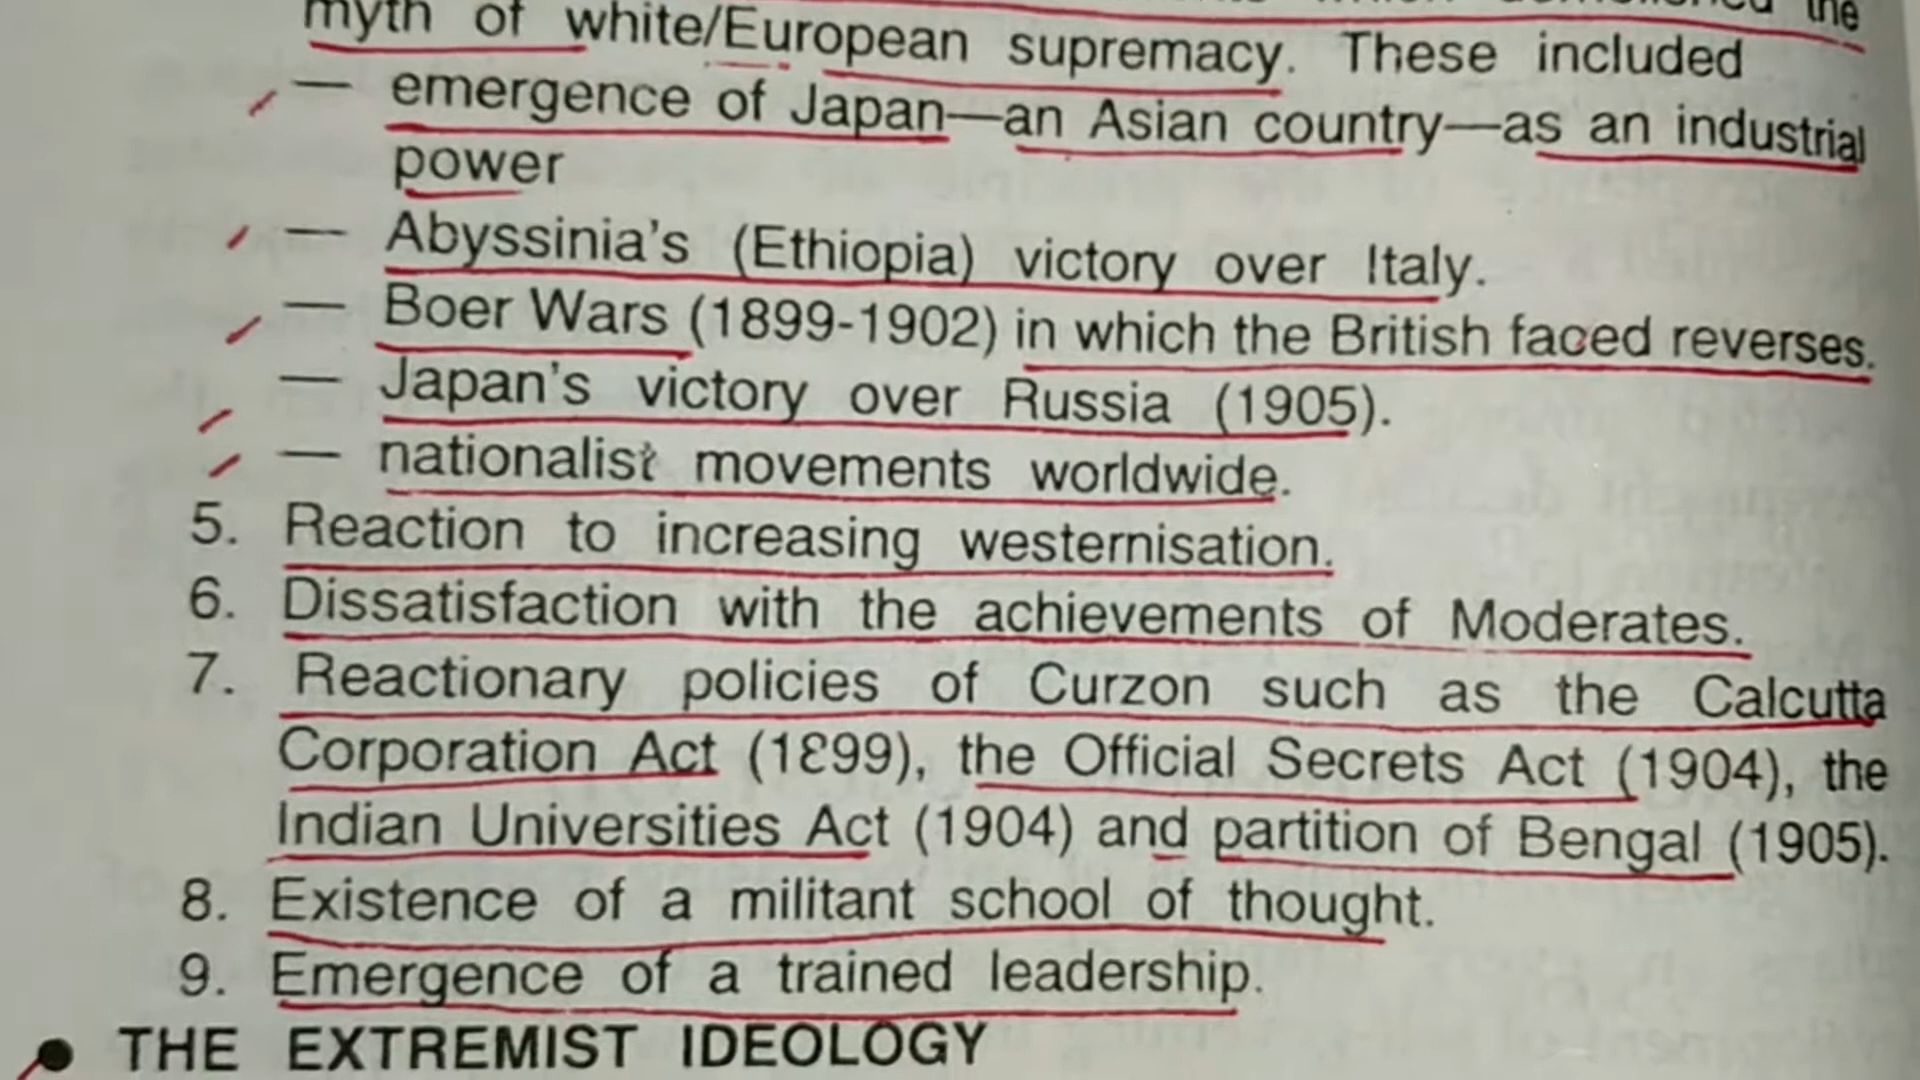 the
myth of white/European supremacy. These included
— emergence of Japan—an Asian country—as an industrial
power
— Abyssinia's (Ethiopia) victory over Italy.
— Boer Wars (1899-1902) in which the British faced reverses.
— Japan's victory over Russia (1905).
— nationalist movements worldwide.
5. Reaction to increasing westernisation.
6. Dissatisfaction with the achievements of Moderates.
7. Reactionary policies of Curzon such as the Calcutta
Corporation Act (1899), the Official Secrets Act (1904), the
Indian Universities Act (1904) and partition of Bengal (1905).
8. Existence of a militant school of thought.
9. Emergence of a trained leadership.
● THE EXTREMIST IDEOLOGY